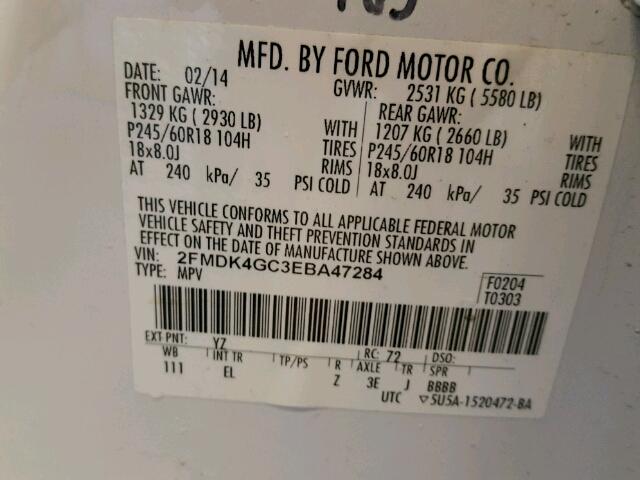 MFD. BY FORD MOTOR CO.
DATE: 02/14 GVWR: 2531 KG ( 5580 LB)
FRONT GAWR: REAR GAWR:
1329 KG ( 2930 LB) WITH 1207 KG ( 2660 LB) WITH
P245/60R18 104H TIRES P245/60R18 104H TIRES
18x8.0J RIMS 18x8.0J RIMS
AT 240 kPa/ 35 PSI COLD AT 240 kPa/ 35 PSI COLD
THIS VEHICLE CONFORMS TO ALL APPLICABLE FEDERAL MOTOR
VEHICLE SAFETY AND THEFT PREVENTION STANDARDS IN
EFFECT ON THE DATE OF MANUFACTURE SHOWN ABOVE.
VIN: 2FMDK4GC3EBA47284
TYPE: MPV
F0204
T0303
EXT PNT: YZ RC: 72 DSO:
WB INT TR TP/PS R AXLE TR SPR
111 EL Z 3E J BBBB
UTC ▽5U5A-1520472-BA